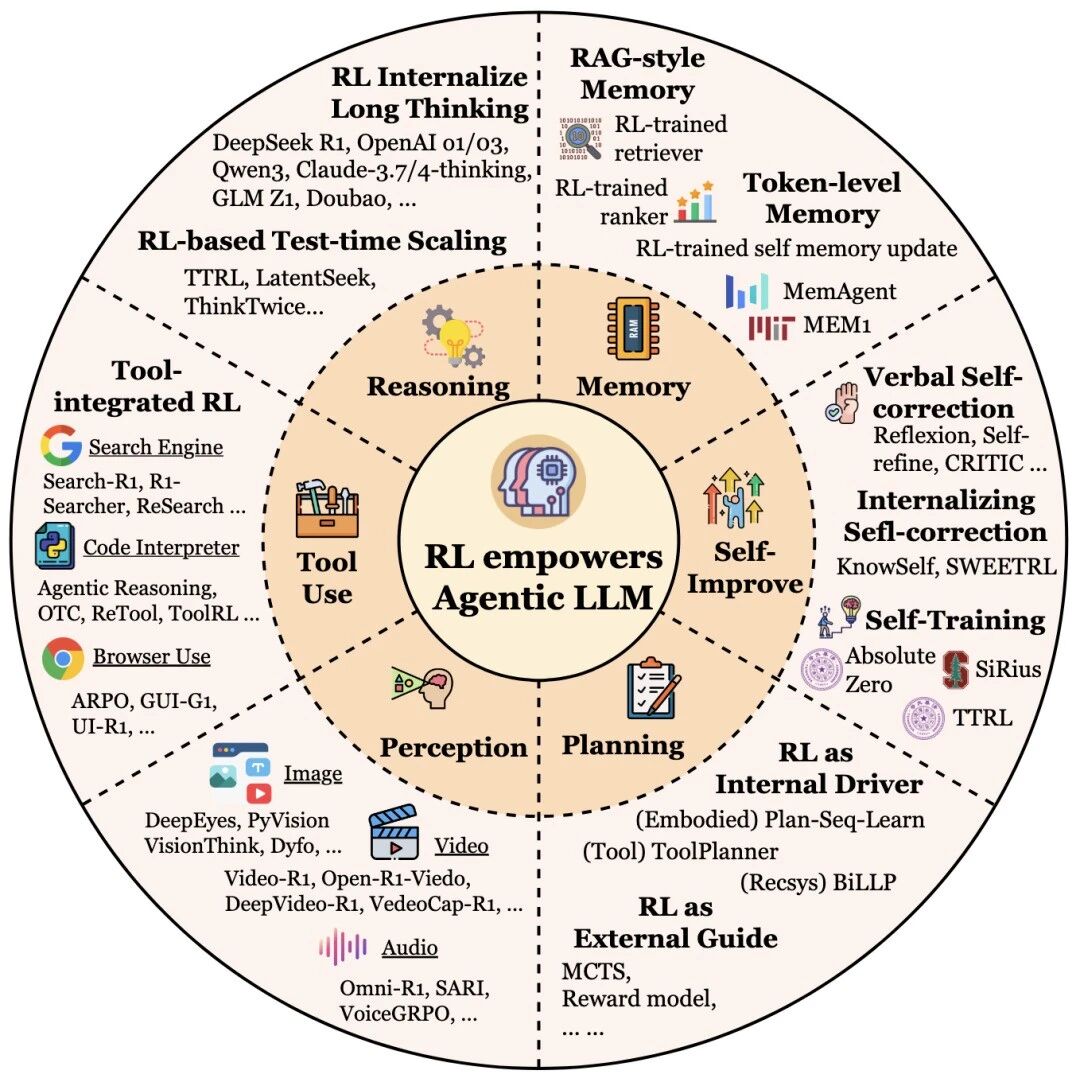 RL Internalize
Long Thinking
DeepSeek R1, OpenAI o1/o3,
Qwen3, Claude-3.7/4-thinking,
GLM Z1, Doubao, ...
RL-based Test-time Scaling
TTRL, LatentSeek,
ThinkTwice...
Reasoning
RAG-style
Memory
RL-trained
retriever
RL-trained
ranker
Token-level
Memory
RL-trained self memory update
MemAgent
MIT
MEM1
RAM
Memory
Verbal Self-
correction
Reflexion, Self-
refine, CRITIC ...
Internalizing
Sefl-correction
KnowSelf, SWEETRL
Self-Training
Absolute
Zero
SiRius
TTRL
Self-
Improve
RL as
Internal Driver
(Embodied) Plan-Seq-Learn
(Tool) ToolPlanner
(Recsys) BiLLP
RL as
External Guide
MCTS,
Reward model,
... ...
Planning
Perception
Image
DeepEyes, PyVision
VisionThink, Dyfo, ...
Video
Video-R1, Open-R1-Viedo,
DeepVideo-R1, VedeoCap-R1, ...
Audio
Omni-R1, SARI,
VoiceGRPO, ...
Tool-
integrated RL
Search Engine
Search-R1, R1-
Searcher, ReSearch ...
Code Interpreter
Agentic Reasoning,
OTC, ReTool, ToolRL ...
Browser Use
ARPO, GUI-G1,
UI-R1, ...
Tool
Use
RL empowers
Agentic LLM